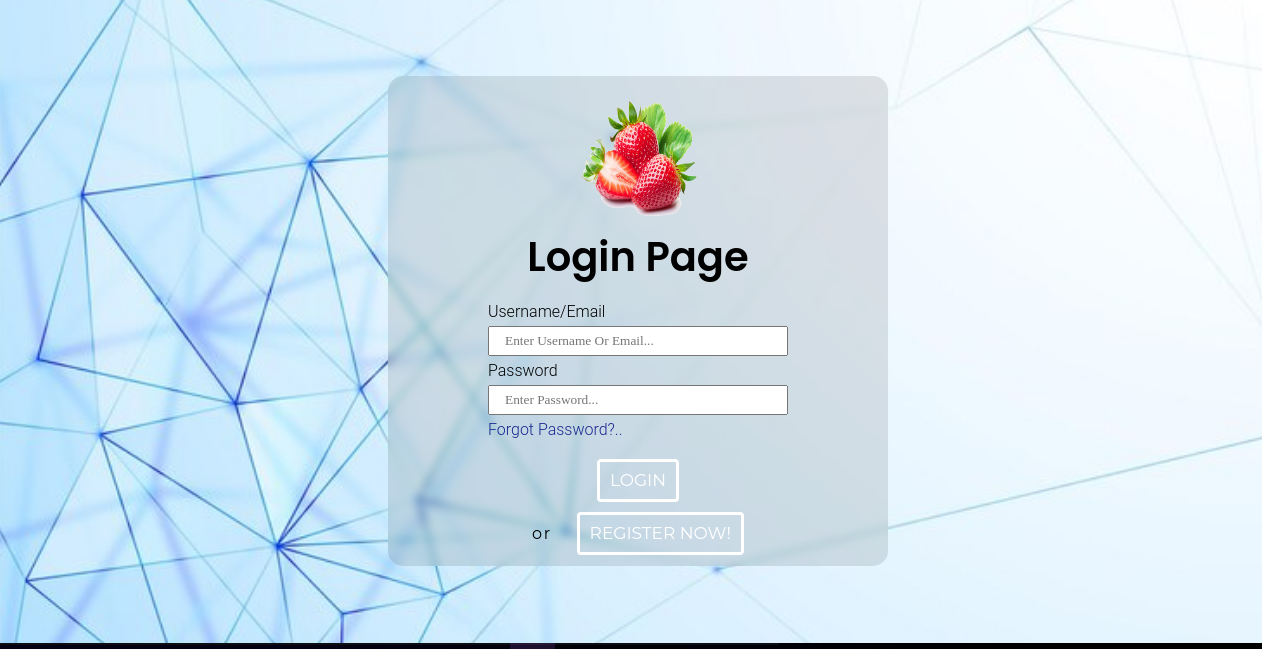 Login Page
Username/Email
Enter Username Or Email...
Password
Enter Password...
Forgot Password?..
LOGIN
or REGISTER NOW!